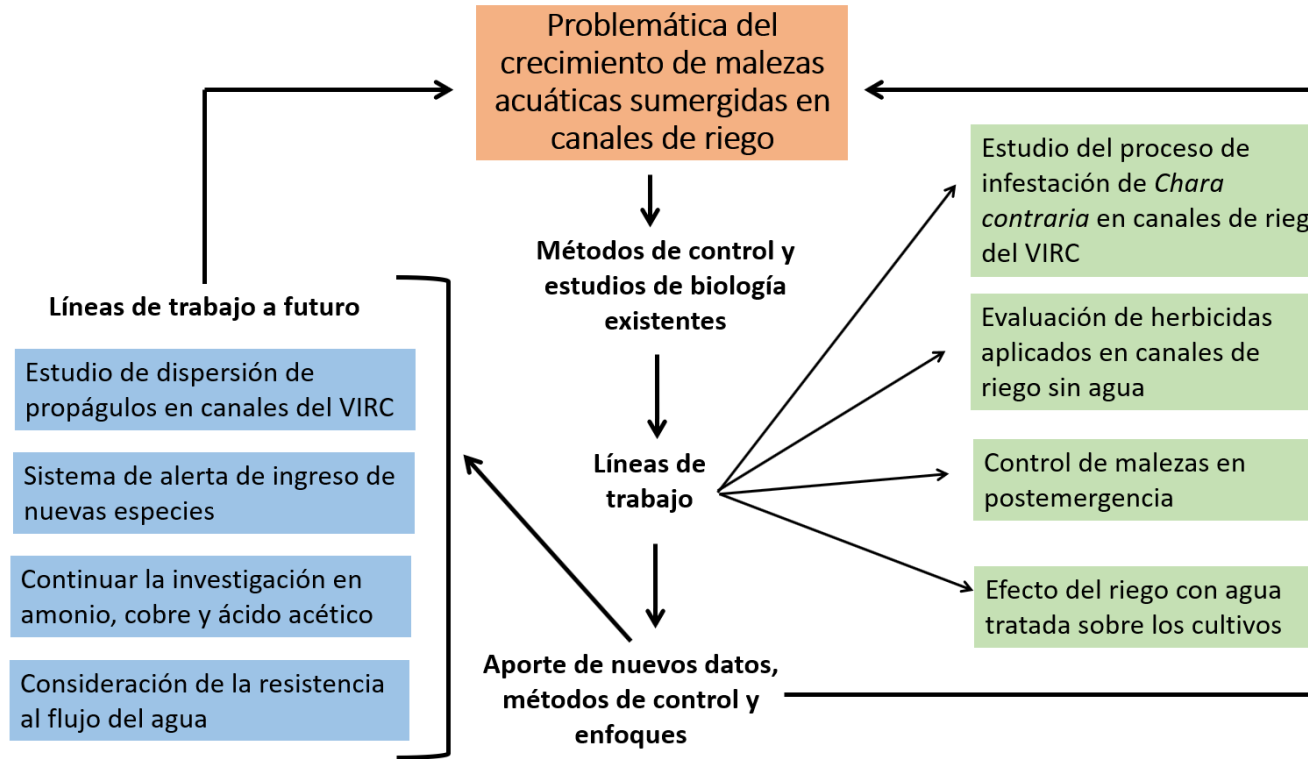 Problemática del
crecimiento de malezas
acuáticas sumergidas en
canales de riego
Métodos de control y
estudios de biología
existentes
Líneas de
trabajo
Estudio del proceso de
infestación de Chara
contraria en canales de rieg
del VIRC
Evaluación de herbicidas
aplicados en canales de
riego sin agua
Control de malezas en
postemergencia
Efecto del riego con agua
tratada sobre los cultivos
Aporte de nuevos datos,
métodos de control y
enfoques
Líneas de trabajo a futuro
Estudio de dispersión de
propágulos en canales del VIRC
Sistema de alerta de ingreso de
nuevas especies
Continuar la investigación en
amonio, cobre y ácido acético
Consideración de la resistencia
al flujo del agua